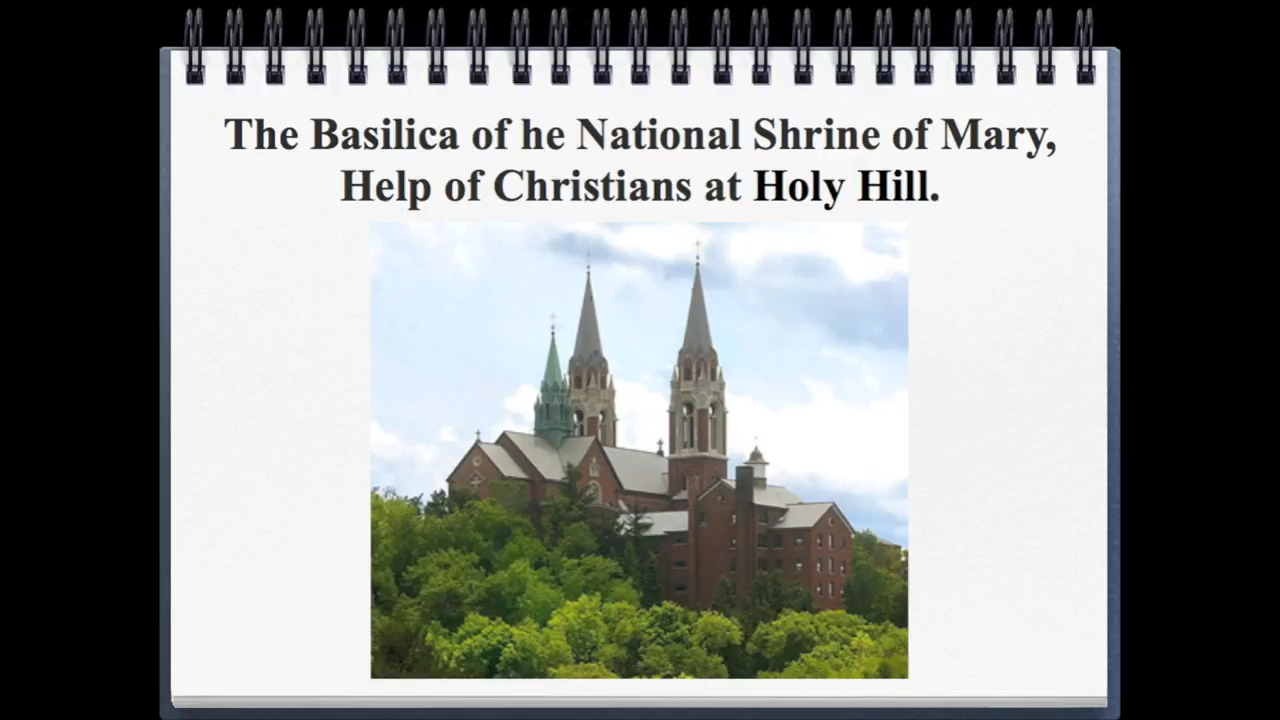 The Basilica of he National Shrine of Mary,
Help of Christians at Holy Hill.